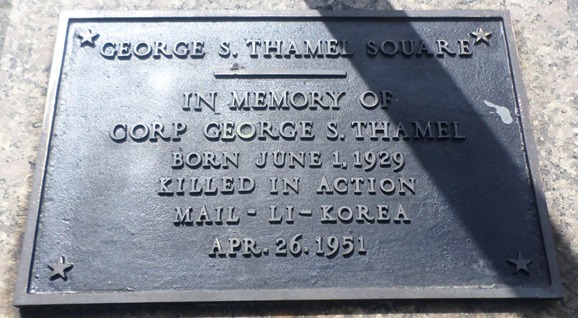 GEORGE S. THAMEL SQUARE
IN MEMORY OF
CORP GEORGE S. THAMEL
BORN JUNE 1, 1929
KILLED IN ACTION
MAIL - LI - KOREA
APR. 26. 1951